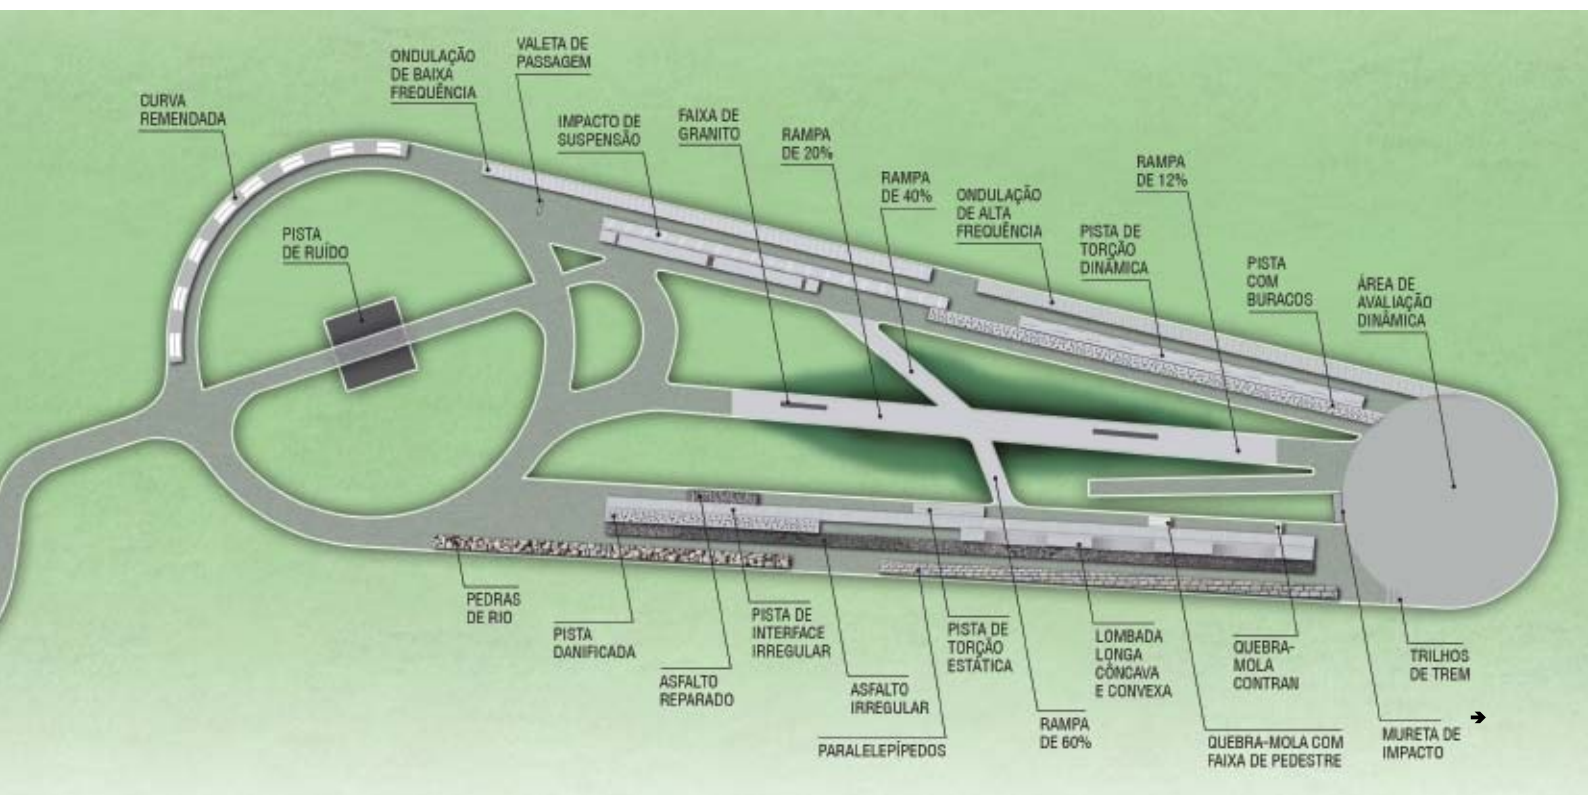 CURVA
REMENDADA
ONDULAÇÃO
DE BAIXA
FREQUÊNCIA
VALETA DE
PASSAGEM
IMPACTO DE
SUSPENSÃO
FAIXA DE
GRANITO
RAMPA
DE 20%
RAMPA
DE 40%
ONDULAÇÃO
DE ALTA
FREQUÊNCIA
PISTA DE
TORÇÃO
DINÂMICA
RAMPA
DE 12%
PISTA
COM
BURACOS
ÁREA DE
AVALIAÇÃO
DINÂMICA
PISTA
DE RUÍDO
PEDRAS
DE RIO
PISTA
DANIFICADA
ASFALTO
REPARADO
PISTA DE
INTERFACE
IRREGULAR
ASFALTO
IRREGULAR
PARALELEPÍPEDOS
PISTA DE
TORÇÃO
ESTÁTICA
RAMPA
DE 60%
LOMBADA
LONGA
CÔNCAVA
E CONVEXA
QUEBRA-MOLA COM
FAIXA DE PEDESTRE
QUEBRA-
MOLA
CONTRAN
MURETA DE
IMPACTO
TRILHOS
DE TREM